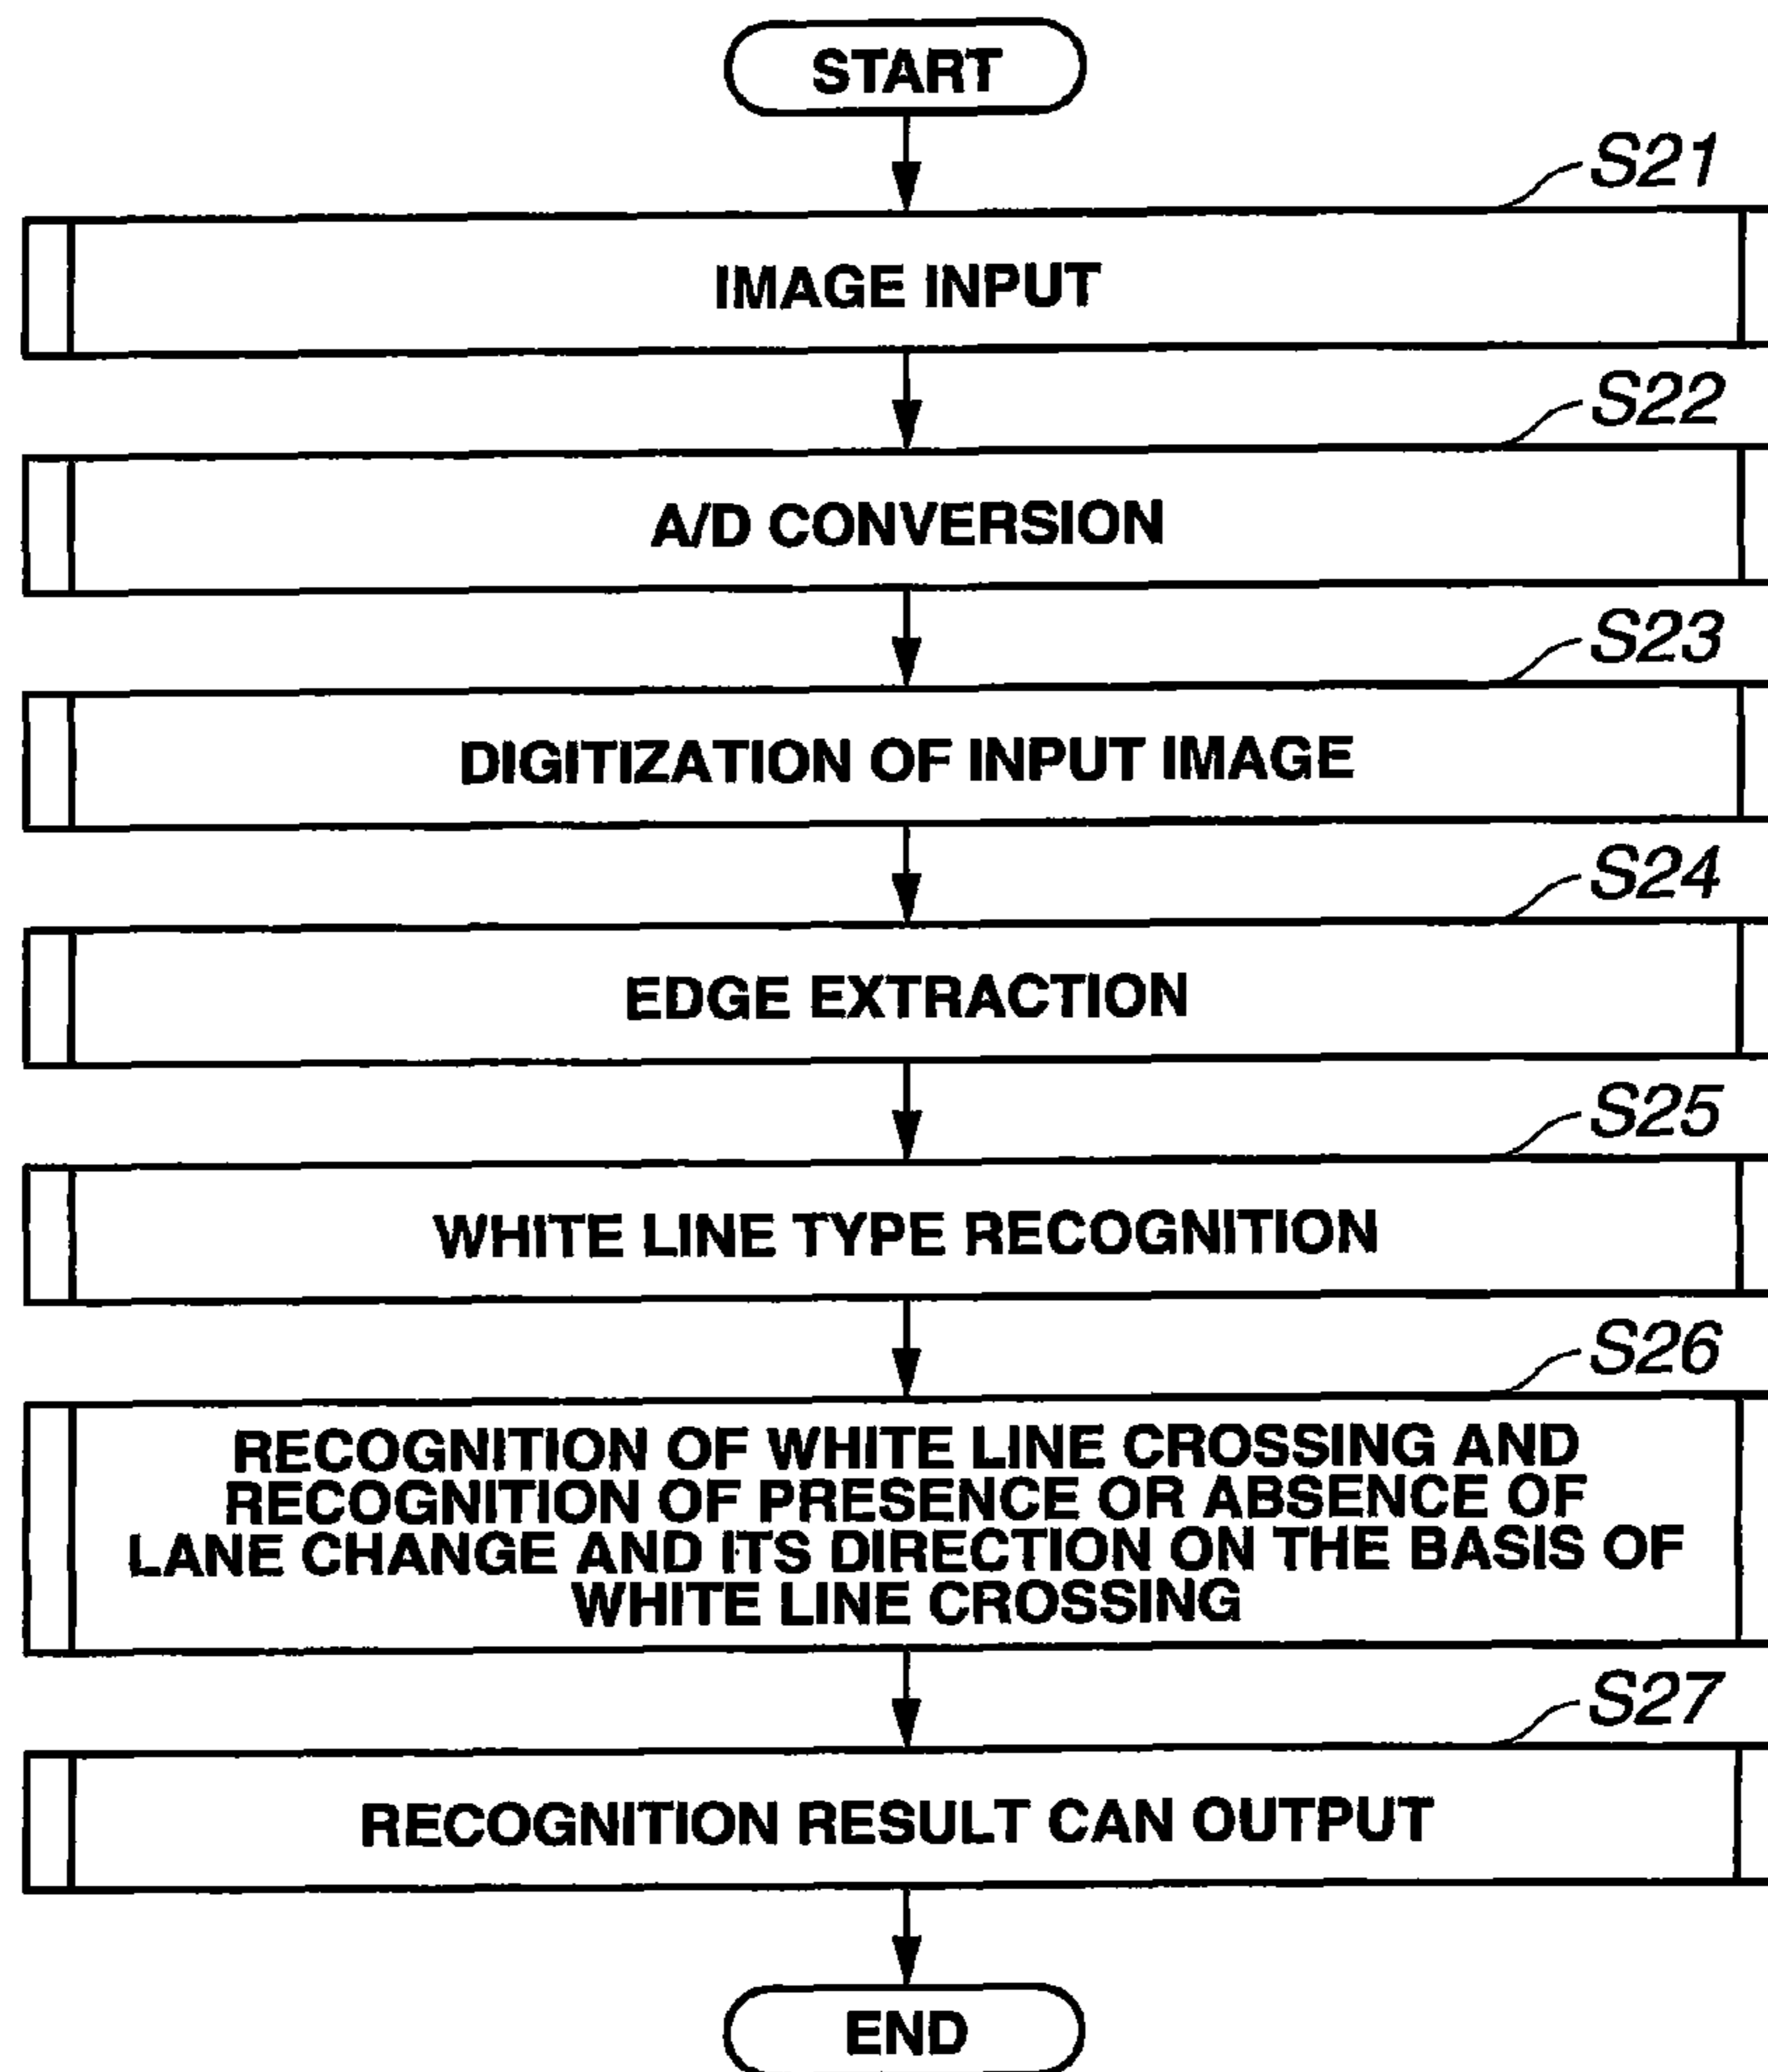 START
S21
IMAGE INPUT
S22
A/D CONVERSION
S23
DIGITIZATION OF INPUT IMAGE
S24
EDGE EXTRACTION
S25
WHITE LINE TYPE RECOGNITION
S26
RECOGNITION OF WHITE LINE CROSSING AND
RECOGNITION OF PRESENCE OR ABSENCE OF
LANE CHANGE AND ITS DIRECTION ON THE BASIS OF
WHITE LINE CROSSING
S27
RECOGNITION RESULT CAN OUTPUT
END